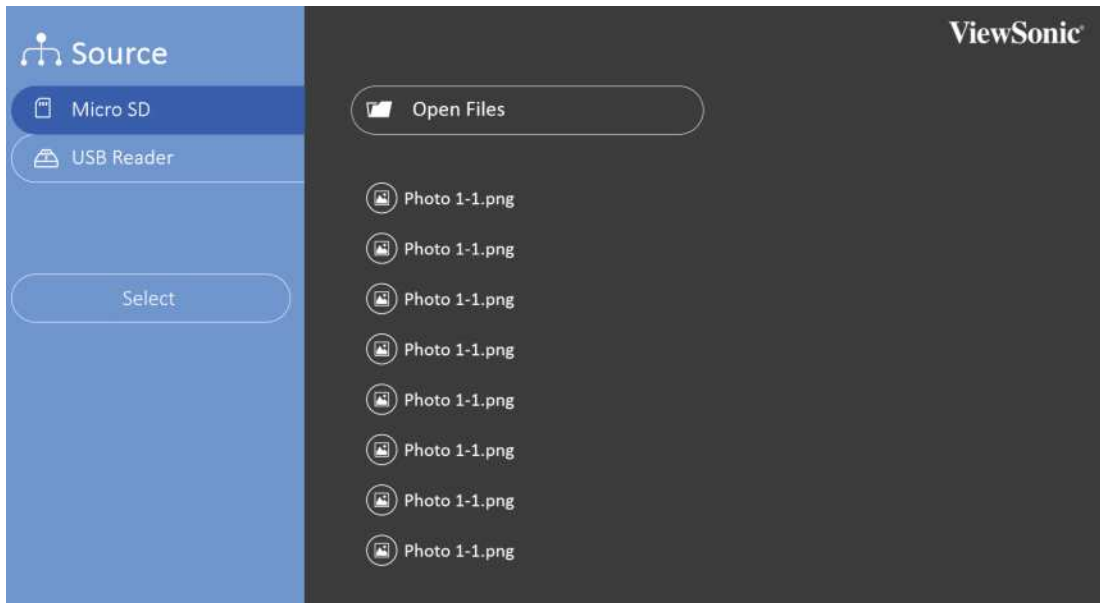 Source
Micro SD
USB Reader
Select
ViewSonic
Open Files
Photo 1-1.png
Photo 1-1.png
Photo 1-1.png
Photo 1-1.png
Photo 1-1.png
Photo 1-1.png
Photo 1-1.png
Photo 1-1.png